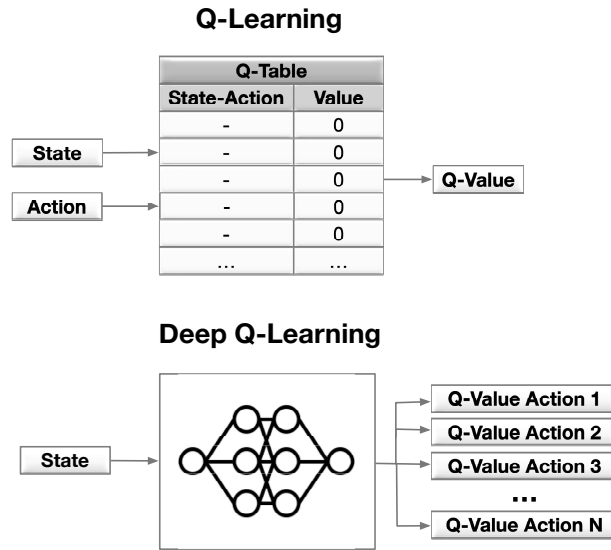 Q-Learning
Q-Table
State-Action Value
- 0
State
- 0
- 0
Q-Value
Action
- 0
- 0
... ...
Deep Q-Learning
State
Q-Value Action 1
Q-Value Action 2
Q-Value Action 3
...
Q-Value Action N